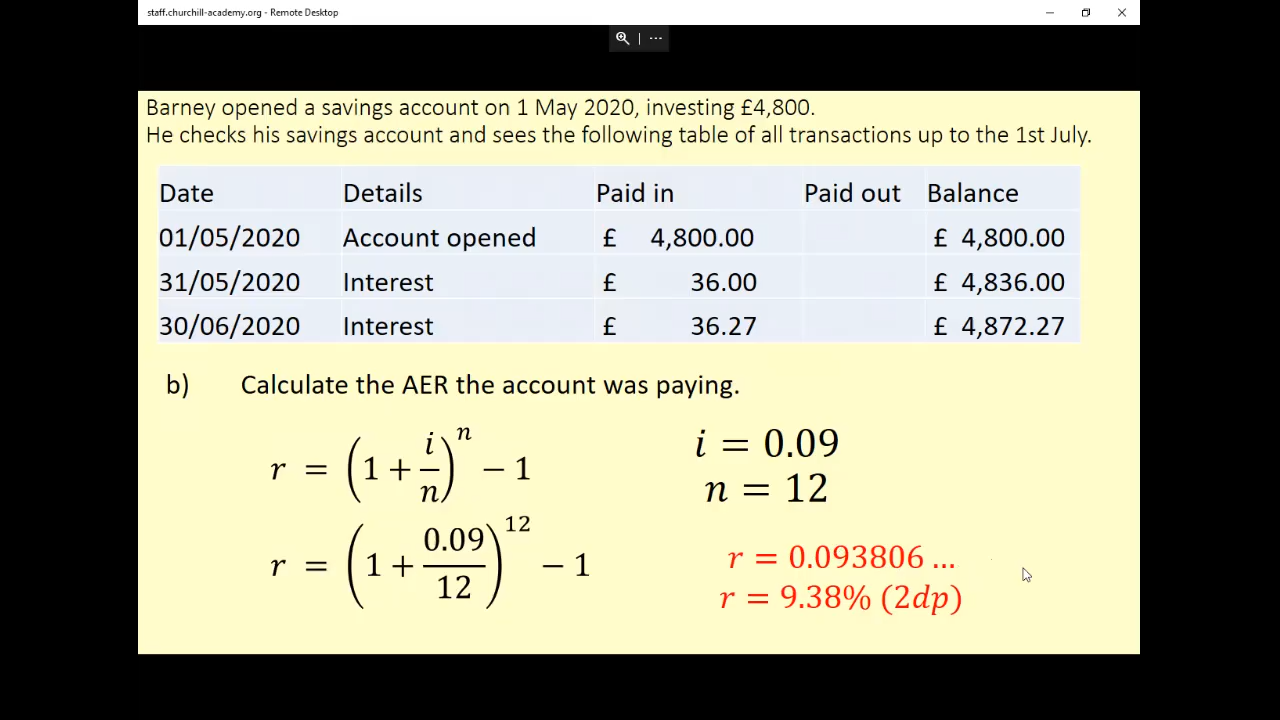 staff.churchill-academy.org - Remote Desktop
Barney opened a savings account on 1 May 2020, investing £4,800.
He checks his savings account and sees the following table of all transactions up to the 1st July.
Date Details Paid in Paid out Balance
01/05/2020 Account opened £ 4,800.00 £ 4,800.00
31/05/2020 Interest £ 36.00 £ 4,836.00
30/06/2020 Interest £ 36.27 £ 4,872.27
b) Calculate the AER the account was paying.
r = (1 + i/n)^n − 1
i = 0.09
n = 12
r = (1 + 0.09/12)^12 − 1
r = 0.093806 ...
r = 9.38% (2dp)